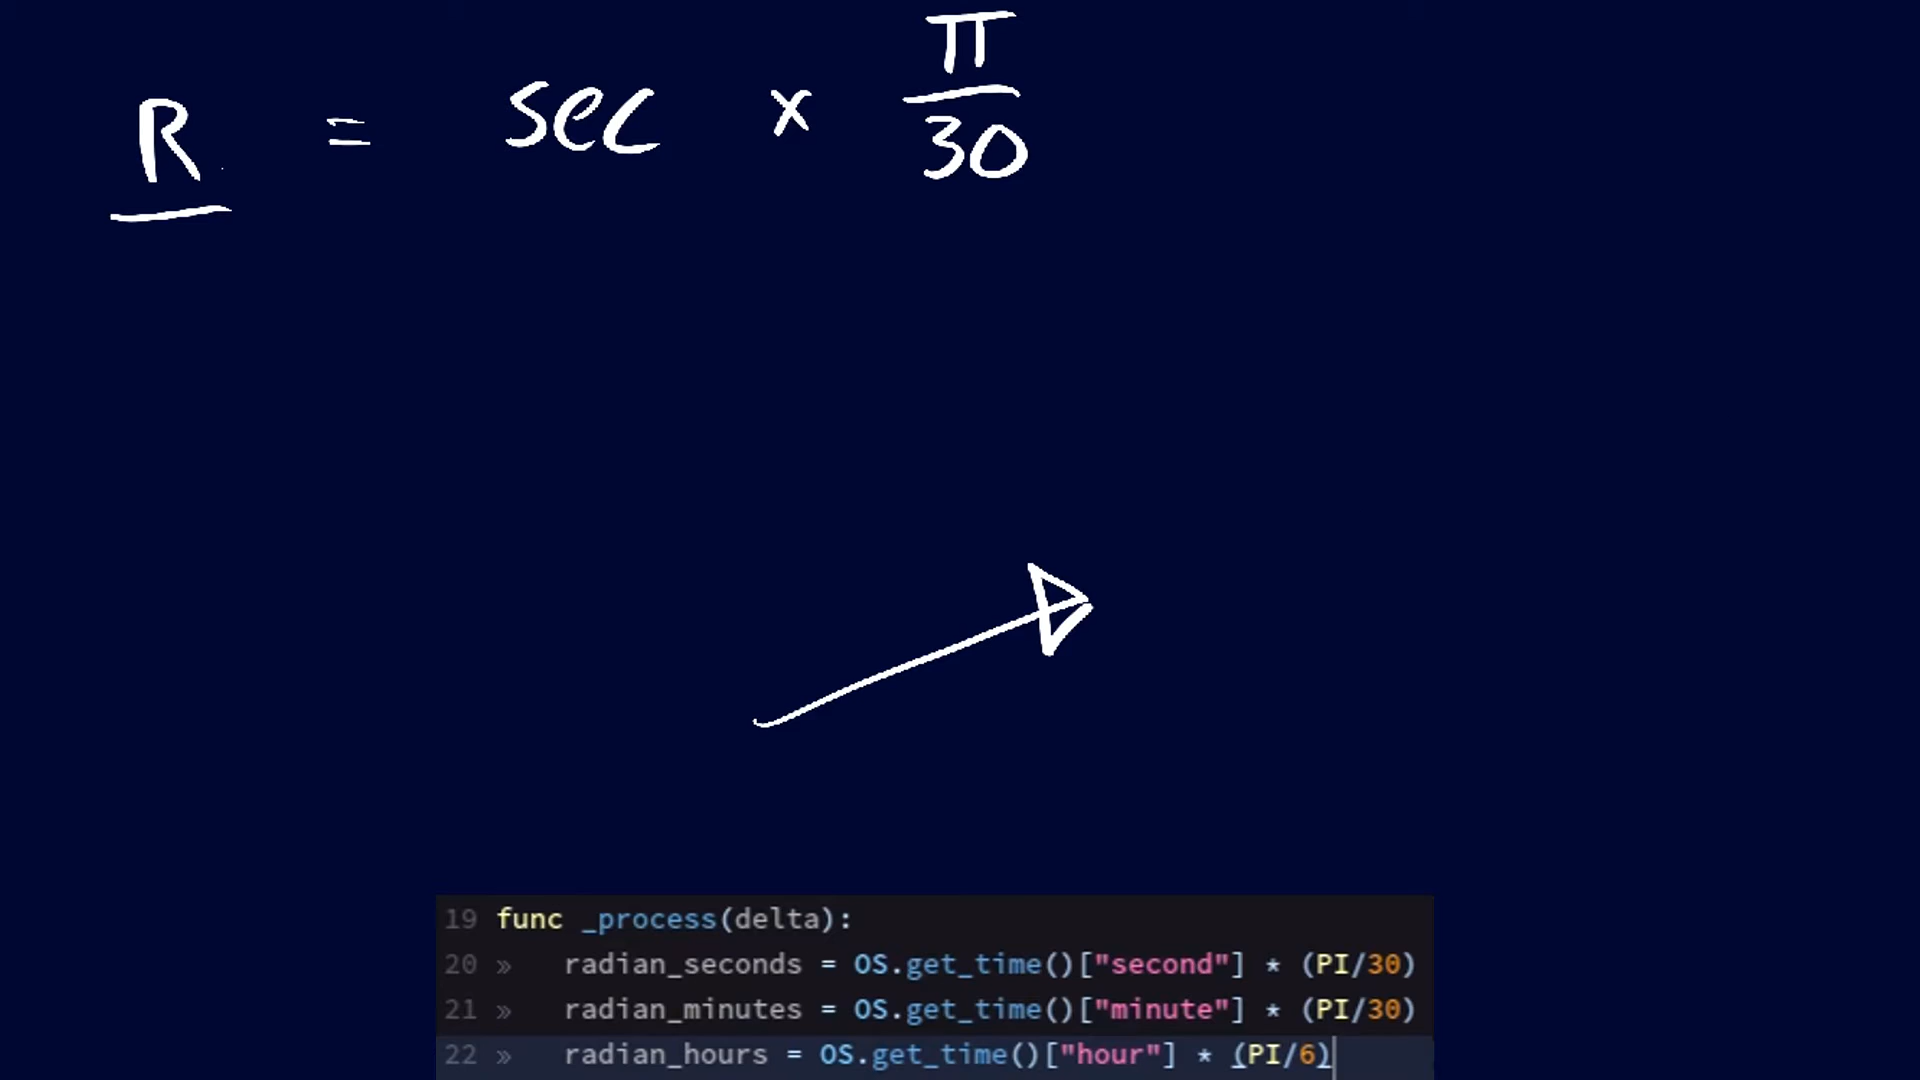 R = sec x π/30
19 func _process(delta):
20 » radian_seconds = OS.get_time()["second"] * (PI/30)
21 » radian_minutes = OS.get_time()["minute"] * (PI/30)
22 » radian_hours = OS.get_time()["hour"] * (PI/6)